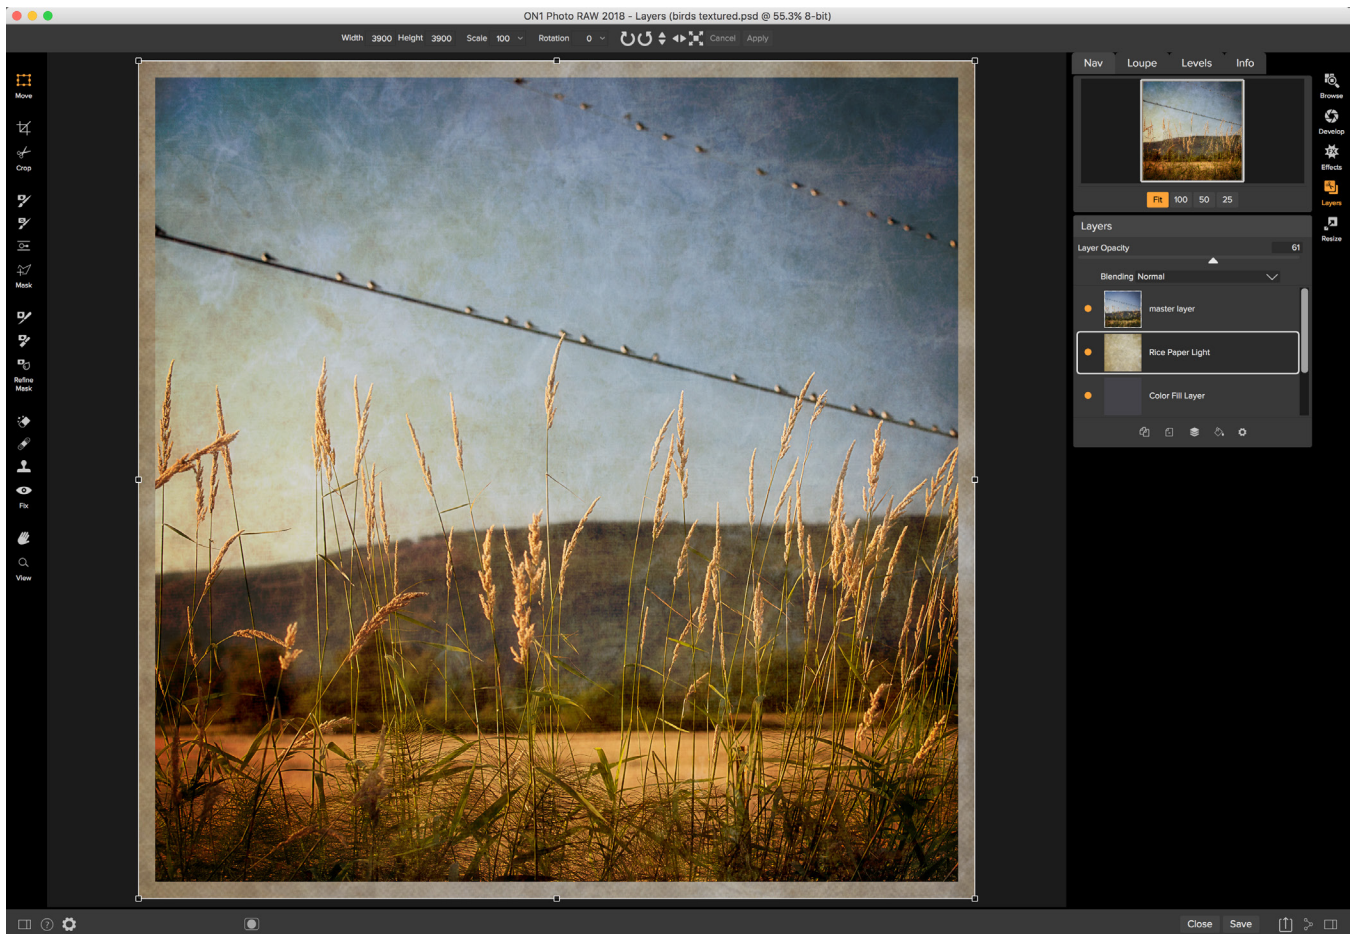 ON1 Photo RAW 2018 - Layers (birds textured.psd @ 55.3% 8-bit)
Width 3900 Height 3900 Scale 100 Rotation 0 Cancel Apply
Move
Crop
Mask
Refine
Mask
Fix
View
Nav Loupe Levels Info
Fit 100 50 25
Layers
Layer Opacity 61
Blending Normal
master layer
Rice Paper Light
Color Fill Layer
Browse
Develop
FX
Effects
Layers
Resize
?
Close Save